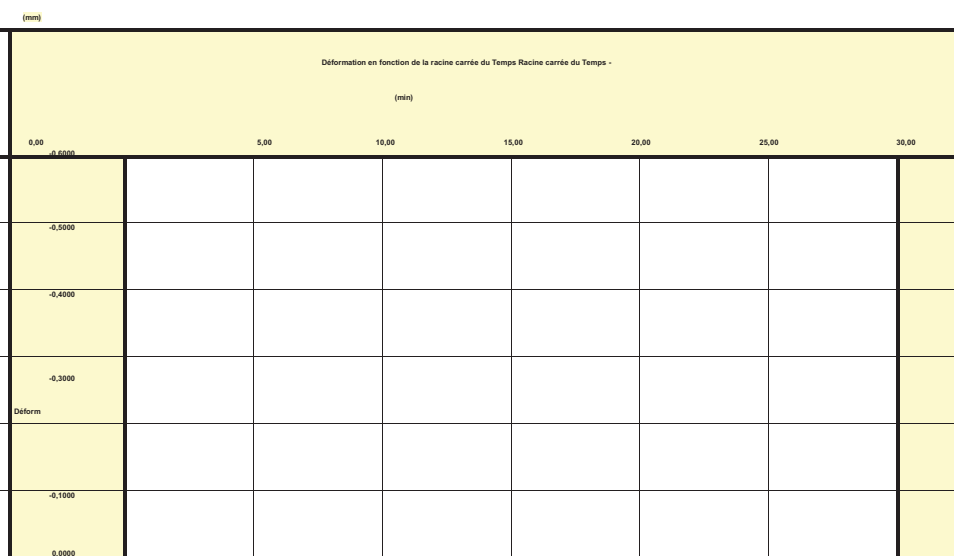 (mm)
Déformation en fonction de la racine carrée du Temps Racine carrée du Temps -
(min)
0,00 5,00 10,00 15,00 20,00 25,00 30,00
-0,6000
-0,5000
-0,4000
-0,3000
Déform
-0,1000
0,0000